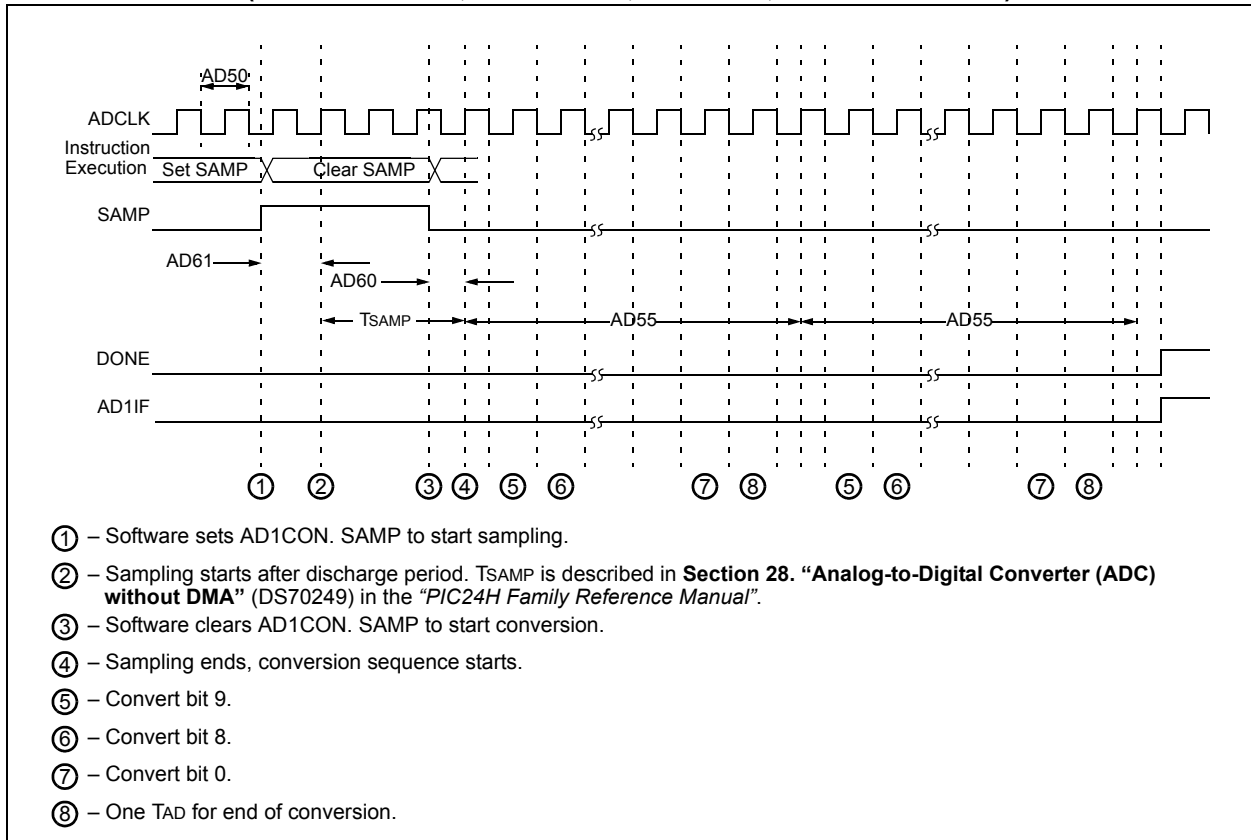 AD50
ADCLK
Instruction
Execution
Set SAMP
Clear SAMP
SAMP
AD61
AD60
TSAMP
AD55
AD55
DONE
AD1IF
1 2 3 4 5 6 7 8 5 6 7 8
1 – Software sets AD1CON. SAMP to start sampling.
2 – Sampling starts after discharge period. TSAMP is described in Section 28. “Analog-to-Digital Converter (ADC)
without DMA” (DS70249) in the “PIC24H Family Reference Manual”.
3 – Software clears AD1CON. SAMP to start conversion.
4 – Sampling ends, conversion sequence starts.
5 – Convert bit 9.
6 – Convert bit 8.
7 – Convert bit 0.
8 – One TAD for end of conversion.